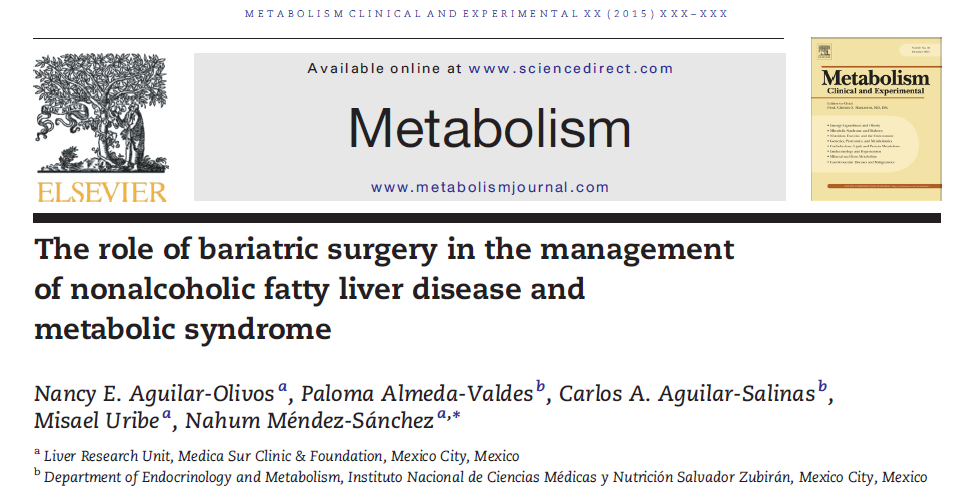 METABOLISM CLINICAL AND EXPERIMENTAL XX (2015) XXX–XXX
Available online at www.sciencedirect.com
Metabolism
www.metabolismjournal.com
ELSEVIER
Metabolism
Clinical and Experimental
The role of bariatric surgery in the management
of nonalcoholic fatty liver disease and
metabolic syndrome
Nancy E. Aguilar-Olivos a, Paloma Almeda-Valdes b, Carlos A. Aguilar-Salinas b,
Misael Uribe a, Nahum Méndez-Sánchez a,*
a Liver Research Unit, Medica Sur Clinic & Foundation, Mexico City, Mexico
b Department of Endocrinology and Metabolism, Instituto Nacional de Ciencias Médicas y Nutrición Salvador Zubirán, Mexico City, Mexico